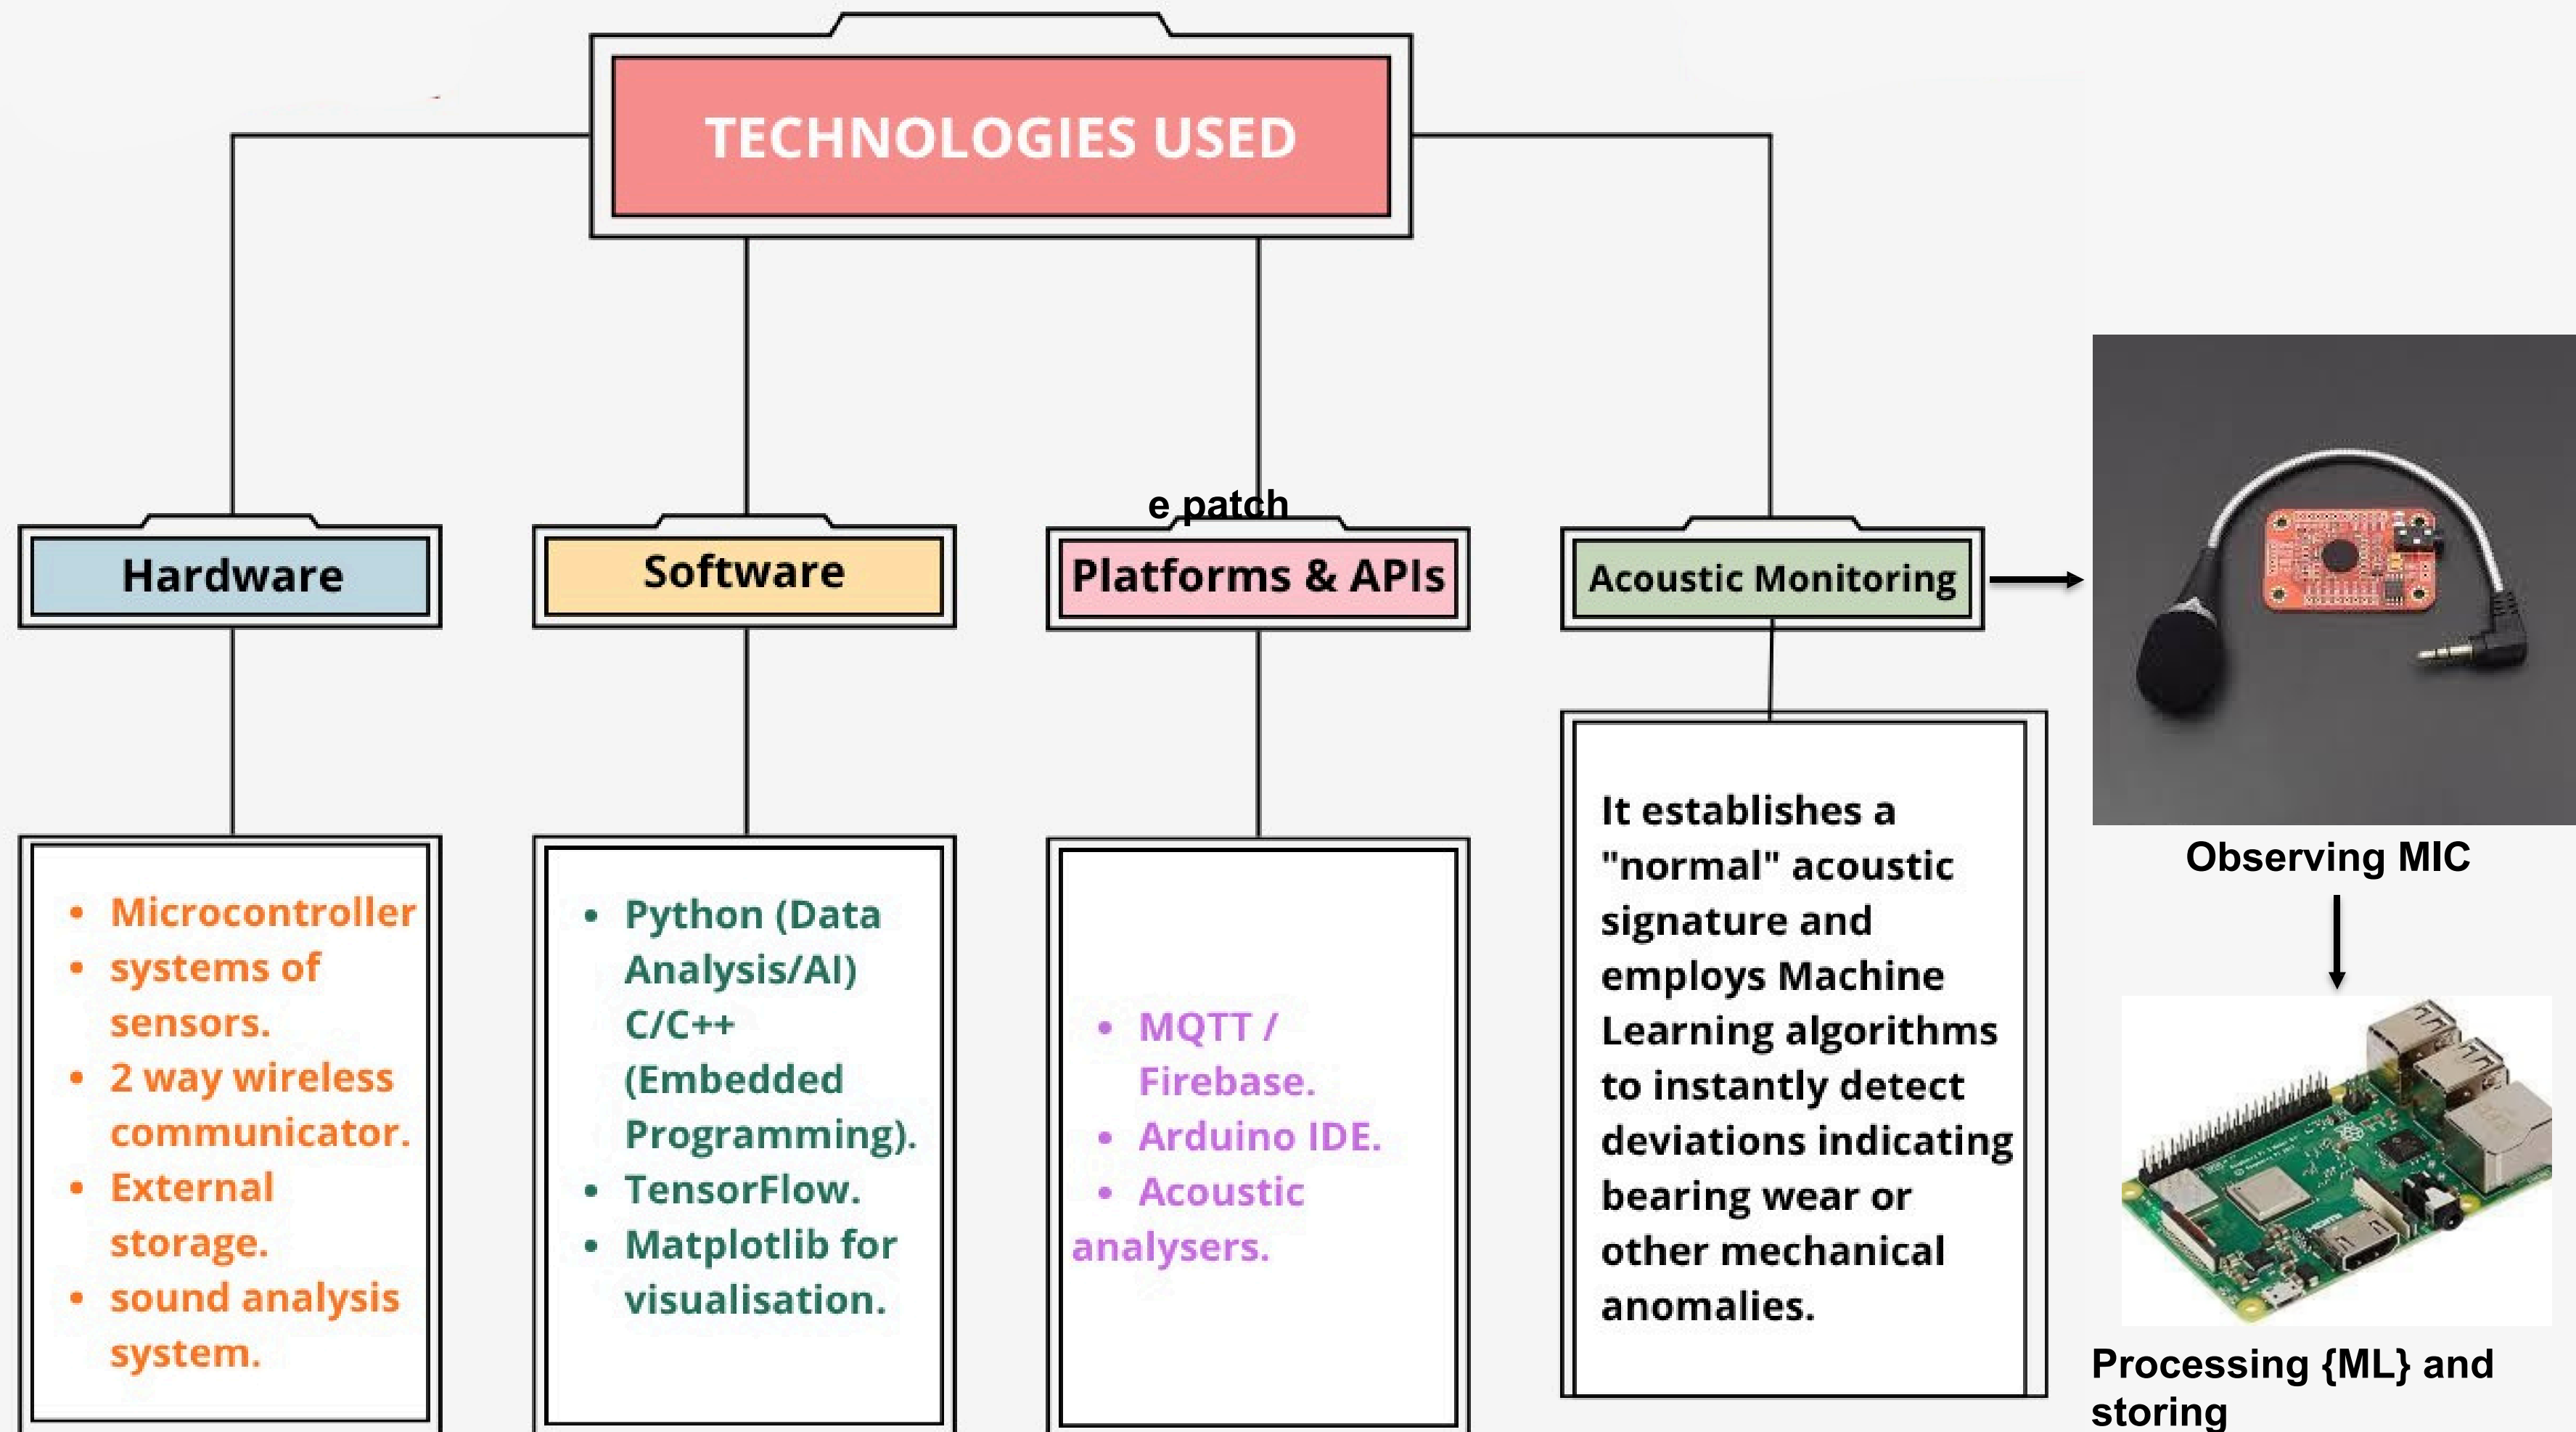 TECHNOLOGIES USED
e patch
Hardware
Software
Platforms & APIs
Acoustic Monitoring
• Microcontroller
• systems of
sensors.
• 2 way wireless
communicator.
• External
storage.
• sound analysis
system.
• Python (Data
Analysis/AI)
C/C++
(Embedded
Programming).
• TensorFlow.
• Matplotlib for
visualisation.
• MQTT /
Firebase.
• Arduino IDE.
• Acoustic
analysers.
It establishes a
"normal" acoustic
signature and
employs Machine
Learning algorithms
to instantly detect
deviations indicating
bearing wear or
other mechanical
anomalies.
Observing MIC
Processing {ML} and
storing